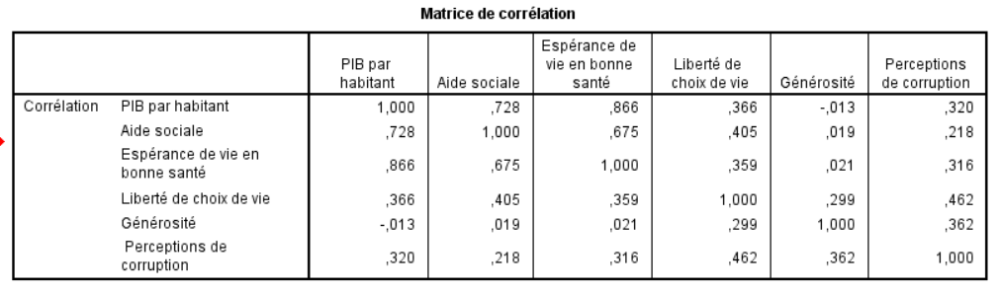 Matrice de corrélation
PIB par habitant Aide sociale Espérance de vie en bonne santé Liberté de choix de vie Générosité Perceptions de corruption
Corrélation PIB par habitant 1,000 ,728 ,866 ,366 -,013 ,320
Aide sociale ,728 1,000 ,675 ,405 ,019 ,218
Espérance de vie en bonne santé ,866 ,675 1,000 ,359 ,021 ,316
Liberté de choix de vie ,366 ,405 ,359 1,000 ,299 ,462
Générosité -,013 ,019 ,021 ,299 1,000 ,362
Perceptions de corruption ,320 ,218 ,316 ,462 ,362 1,000